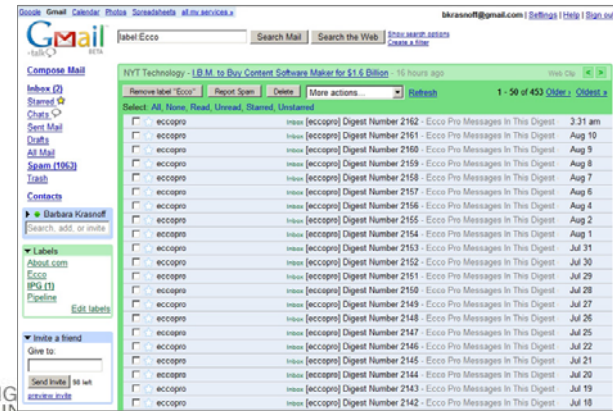 Google Gmail Calendar Photos Spreadsheets all my services »
bkrasnoff@gmail.com | Settings | Help | Sign out
Gmail
talk BETA
label:Ecco
Search Mail Search the Web
Show search options
Create a filter
Compose Mail
Inbox (2)
Starred
Chats
Sent Mail
Drafts
All Mail
Spam (1063)
Trash
Contacts
Barbara Krasnoff
Search, add, or invite
Labels
About.com
Ecco
IPG (1)
Pipeline
Edit labels
Invite a friend
Give to:
Send Invite 98 left
preview invite
NYT Technology - I.B.M. to Buy Content Software Maker for $1.6 Billion - 16 hours ago
Web Clip < >
Remove label "Ecco" Report Spam Delete More actions... Refresh 1 - 50 of 453 Older › Oldest »
Select: All, None, Read, Unread, Starred, Unstarred
eccopro Inbox [eccopro] Digest Number 2162 - Ecco Pro Messages In This Digest 3:31 am
eccopro Inbox [eccopro] Digest Number 2161 - Ecco Pro Messages In This Digest Aug 10
eccopro Inbox [eccopro] Digest Number 2160 - Ecco Pro Messages In This Digest Aug 9
eccopro Inbox [eccopro] Digest Number 2159 - Ecco Pro Messages In This Digest Aug 8
eccopro Inbox [eccopro] Digest Number 2158 - Ecco Pro Messages In This Digest Aug 7
eccopro Inbox [eccopro] Digest Number 2157 - Ecco Pro Messages In This Digest Aug 6
eccopro Inbox [eccopro] Digest Number 2156 - Ecco Pro Messages In This Digest Aug 4
eccopro Inbox [eccopro] Digest Number 2155 - Ecco Pro Messages In This Digest Aug 2
eccopro Inbox [eccopro] Digest Number 2154 - Ecco Pro Messages In This Digest Aug 1
eccopro Inbox [eccopro] Digest Number 2153 - Ecco Pro Messages In This Digest Jul 31
eccopro Inbox [eccopro] Digest Number 2152 - Ecco Pro Messages In This Digest Jul 30
eccopro Inbox [eccopro] Digest Number 2151 - Ecco Pro Messages In This Digest Jul 29
eccopro Inbox [eccopro] Digest Number 2150 - Ecco Pro Messages In This Digest Jul 28
eccopro Inbox [eccopro] Digest Number 2149 - Ecco Pro Messages In This Digest Jul 27
eccopro Inbox [eccopro] Digest Number 2148 - Ecco Pro Messages In This Digest Jul 26
eccopro Inbox [eccopro] Digest Number 2147 - Ecco Pro Messages In This Digest Jul 25
eccopro Inbox [eccopro] Digest Number 2146 - Ecco Pro Messages In This Digest Jul 22
eccopro Inbox [eccopro] Digest Number 2145 - Ecco Pro Messages In This Digest Jul 21
eccopro Inbox [eccopro] Digest Number 2144 - Ecco Pro Messages In This Digest Jul 20
eccopro Inbox [eccopro] Digest Number 2143 - Ecco Pro Messages In This Digest Jul 19
eccopro Inbox [eccopro] Digest Number 2142 - Ecco Pro Messages In This Digest Jul 18